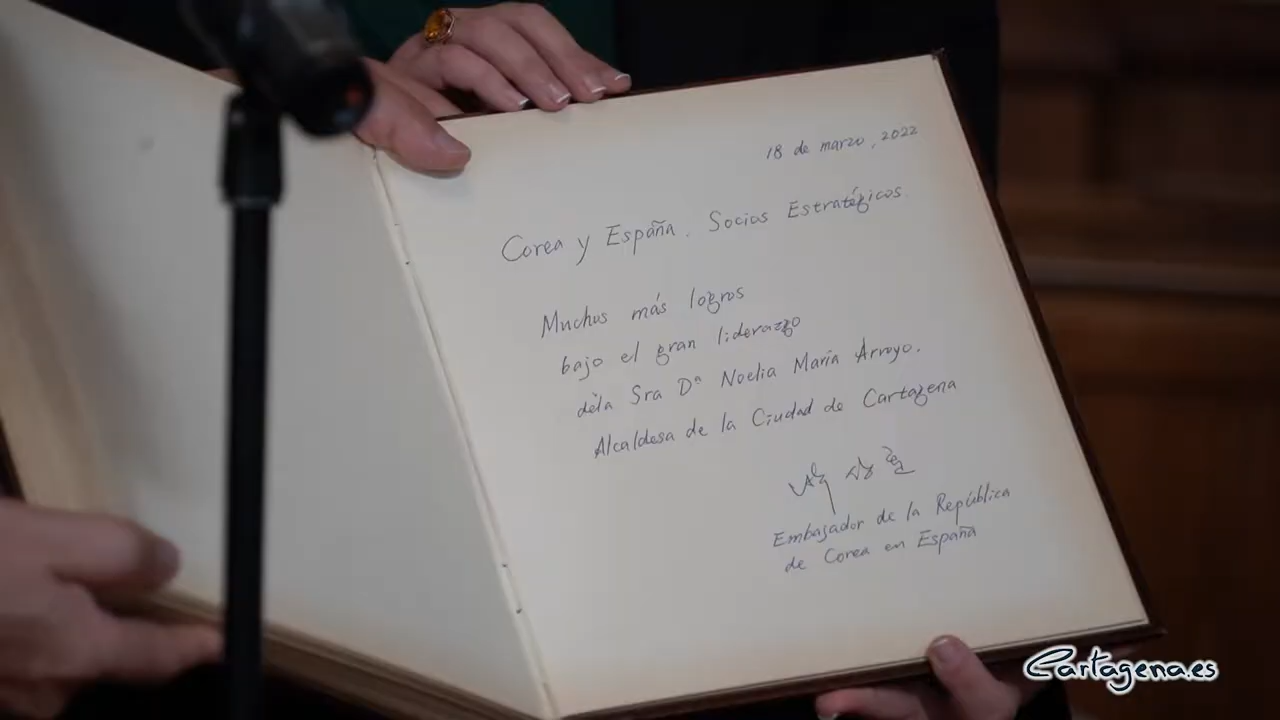 18 de marzo, 2022
Corea y España. Socios Estratégicos.
Muchos más logros
bajo el gran liderazgo
de la Sra Dª Noelia María Arroyo.
Alcaldesa de la Ciudad de Cartagena
Embajador de la República
de Corea en España
Cartagena.es